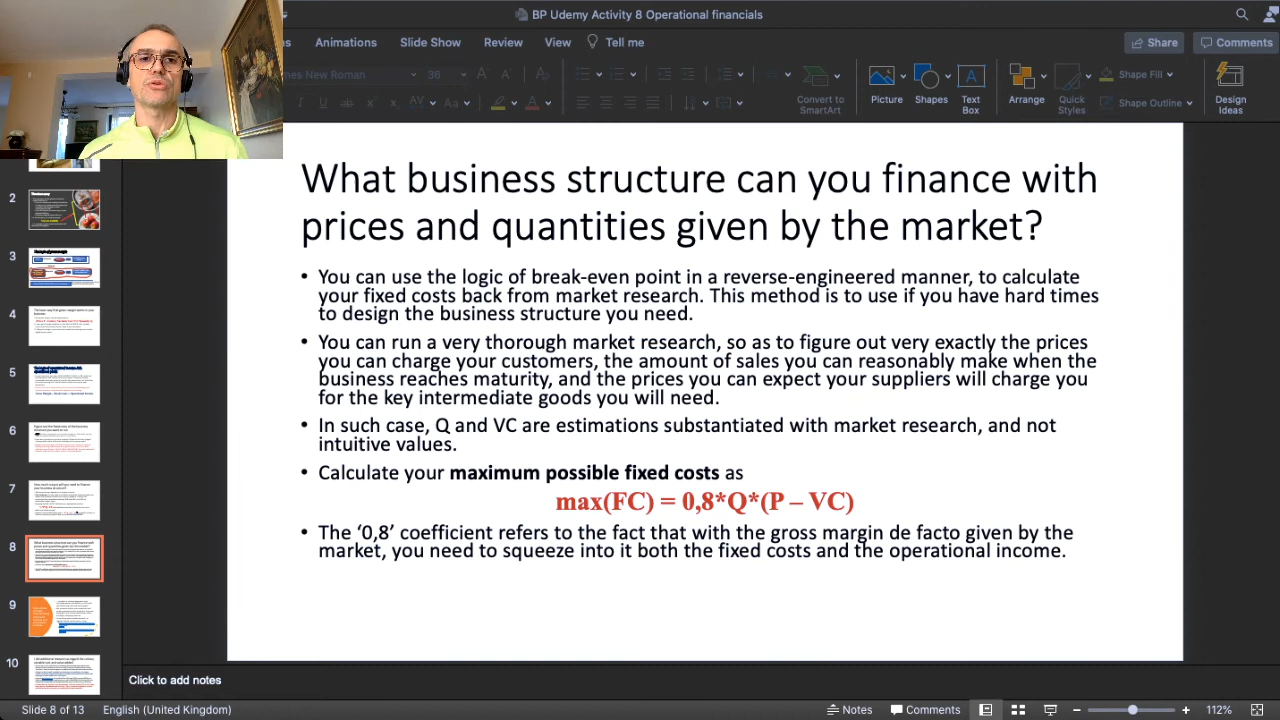 BP Udemy Activity 8 Operational financials
Animations Slide Show Review View Tell me
Share Comments
New Roman 36
Convert to SmartArt
Picture Shapes Text Box Arrange Quick Styles Shape Fill Shape Outline Design Ideas
What business structure can you finance with
prices and quantities given by the market?
• You can use the logic of break-even point in a reverse-engineered manner, to calculate
your fixed costs back from market research. This method is to use if you have hard times
to design the business structure you need.
• You can run a very thorough market research, so as to figure out very exactly the prices
you can charge your customers, the amount of sales you can reasonably make when the
business reaches maturity, and the prices you can expect your suppliers will charge you
for the key intermediate goods you will need.
• In such case, Q and VC are estimations substantiated with market research, and not
intuitive values.
• Calculate your maximum possible fixed costs as
max(FC) = 0,8*Q*(P – VC)
• The ‘0,8’ coefficient refers to the fact that with the gross margin de facto given by the
market, you need to squeeze into it both the fixed costs and the operational income.
2
3
4
5
6
7
8
9
10
Click to add notes
Slide 8 of 13 English (United Kingdom) Notes Comments 112%